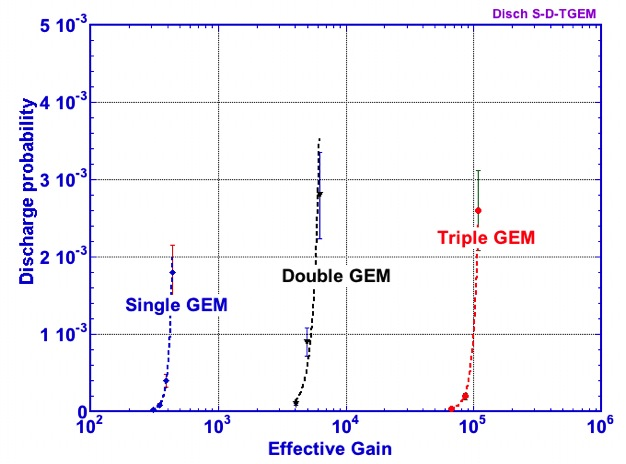 Disch S-D-TGEM
5 10-3
4 10-3
3 10-3
2 10-3
1 10-3
0
Discharge probability
Single GEM
Double GEM
Triple GEM
10² 10³ 10⁴ 10⁵ 10⁶
Effective Gain